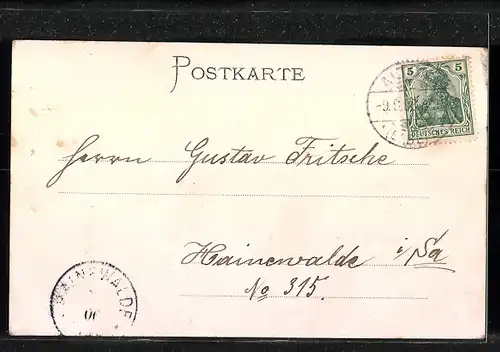 POSTKARTE
5 5
DEUTSCHES REICH
Herrn Gustav Fritsche
Hainewalde i/Sa
No 315.
HAINEWALDE